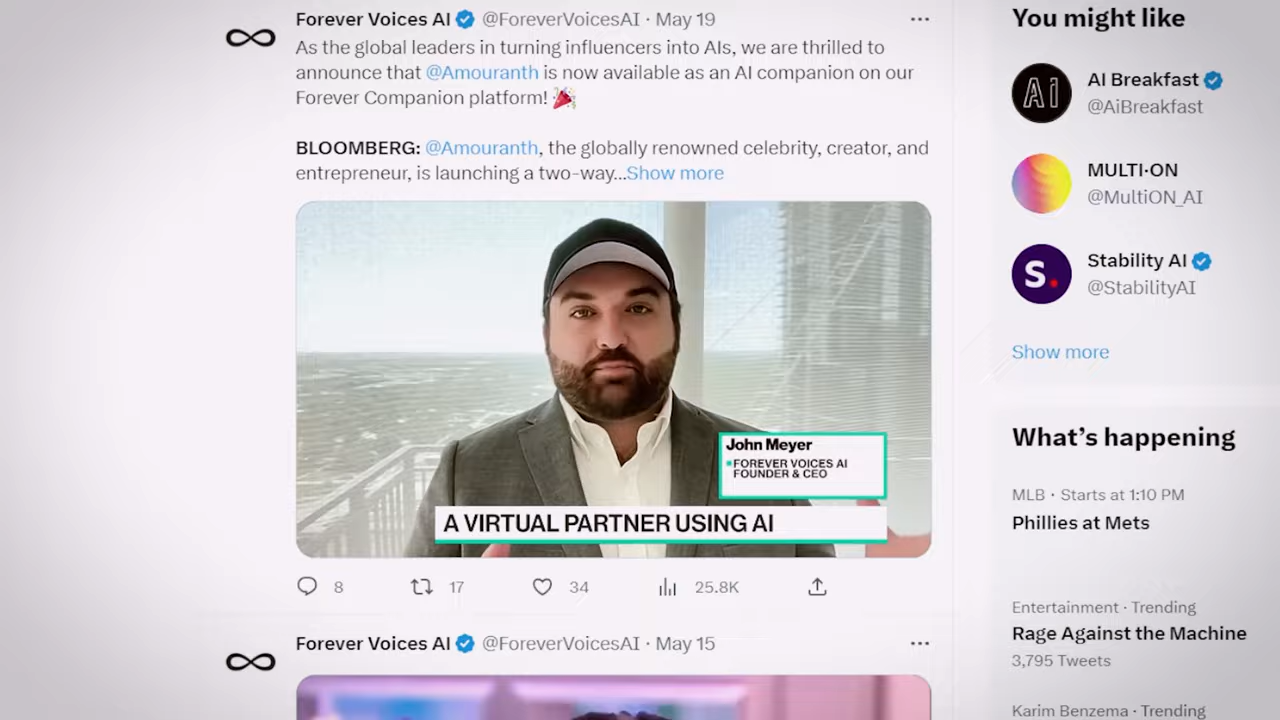 Forever Voices AI @ForeverVoicesAI · May 19
As the global leaders in turning influencers into AIs, we are thrilled to
announce that @Amouranth is now available as an AI companion on our
Forever Companion platform! 🎉
BLOOMBERG: @Amouranth, the globally renowned celebrity, creator, and
entrepreneur, is launching a two-way...Show more
John Meyer
FOREVER VOICES AI
FOUNDER & CEO
A VIRTUAL PARTNER USING AI
8 17 34 25.8K
Forever Voices AI @ForeverVoicesAI · May 15
You might like
Ai
AI Breakfast
@AiBreakfast
MULTI·ON
@MultiON_AI
S.
Stability AI
@StabilityAI
Show more
What's happening
MLB · Starts at 1:10 PM
Phillies at Mets
Entertainment · Trending
Rage Against the Machine
3,795 Tweets
Karim Benzema · Trending